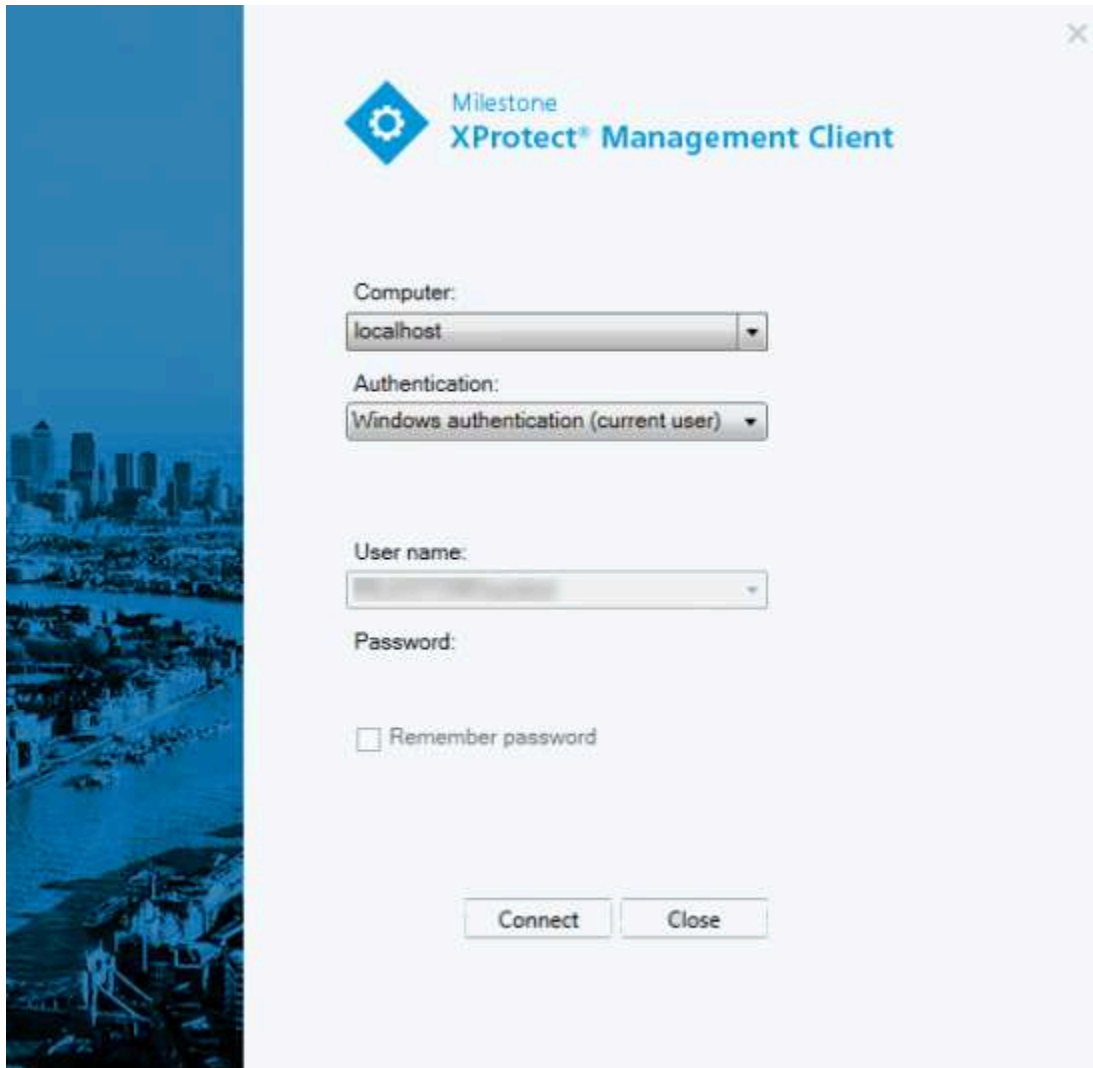 Milestone
XProtect® Management Client
Computer:
localhost
Authentication:
Windows authentication (current user)
User name:
Password:
Remember password
Connect
Close